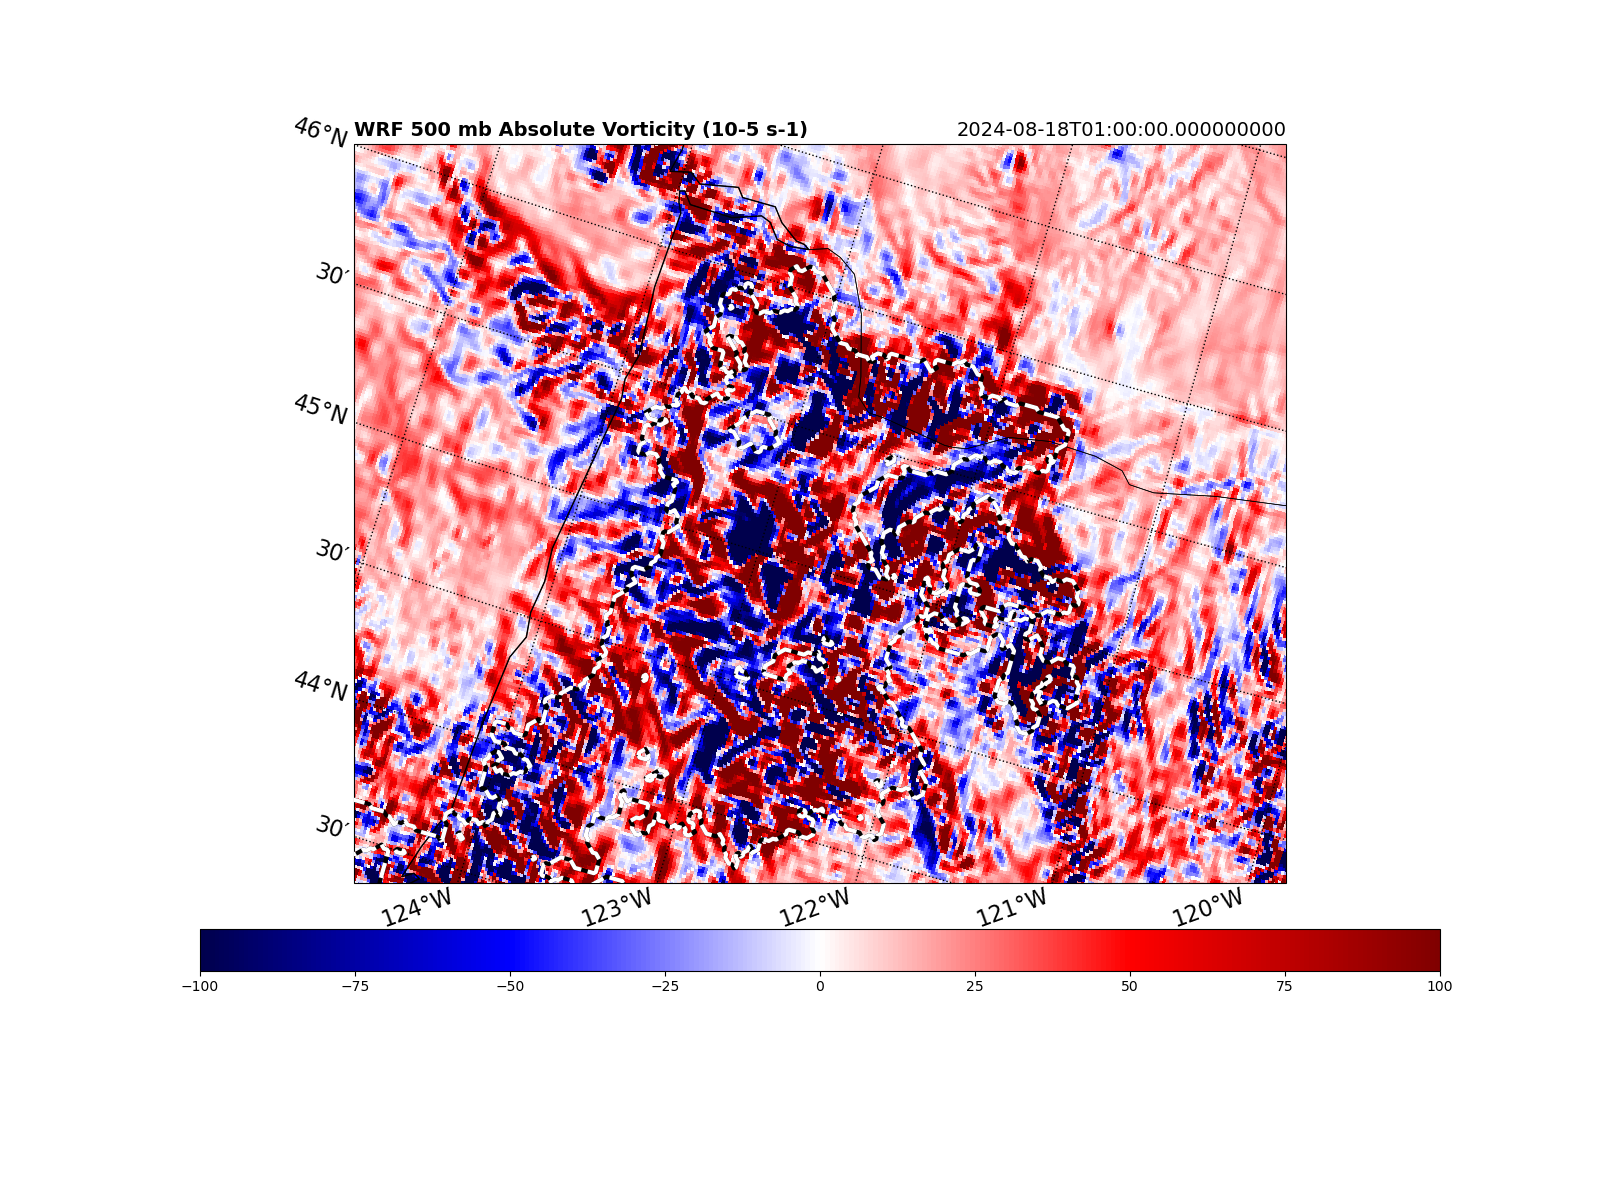 WRF 500 mb Absolute Vorticity (10-5 s-1) 2024-08-18T01:00:00.000000000
46°N
30′
45°N
30′
44°N
30′
124°W 123°W 122°W 121°W 120°W
−100 −75 −50 −25 0 25 50 75 100